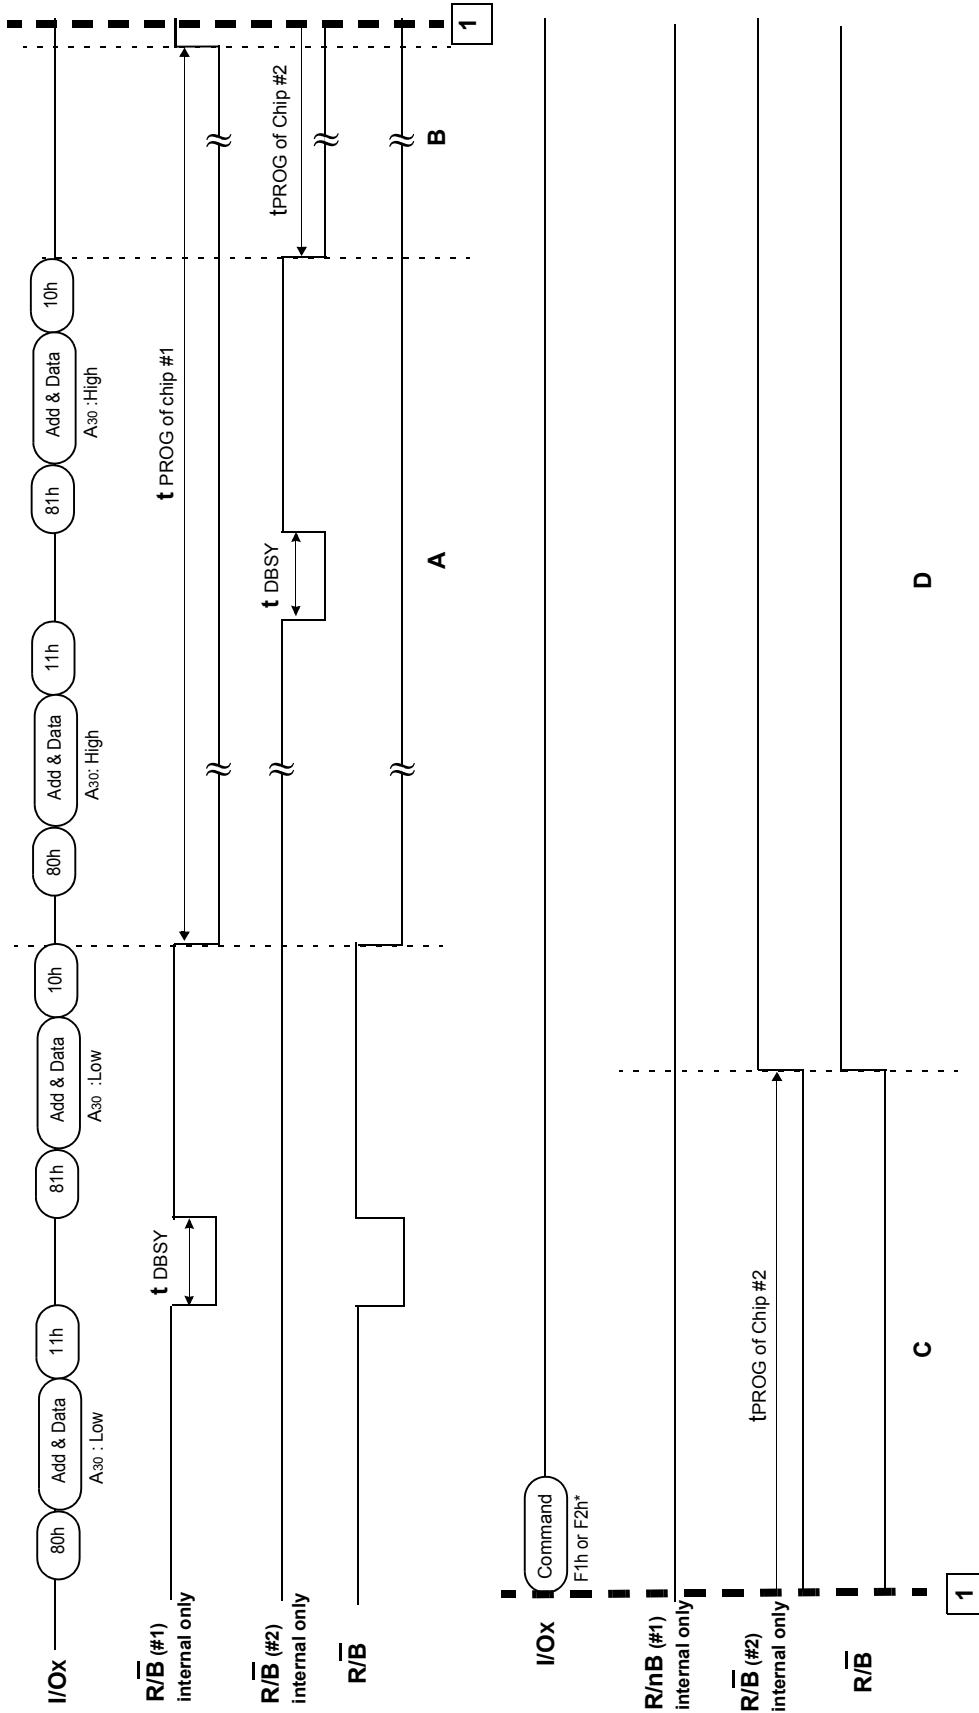 I/Ox
80h
Add & Data
11h
81h
Add & Data
10h
80h
Add & Data
11h
81h
Add & Data
10h
A30 : Low
A30 :Low
A30: High
A30 :High
R/B (#1)
internal only
t DBSY
t PROG of chip #1
R/B (#2)
internal only
t DBSY
tPROG of Chip #2
R/B
A
B
1
I/Ox
Command
F1h or F2h*
R/nB (#1)
internal only
R/B (#2)
internal only
tPROG of Chip #2
R/B
C
D
1